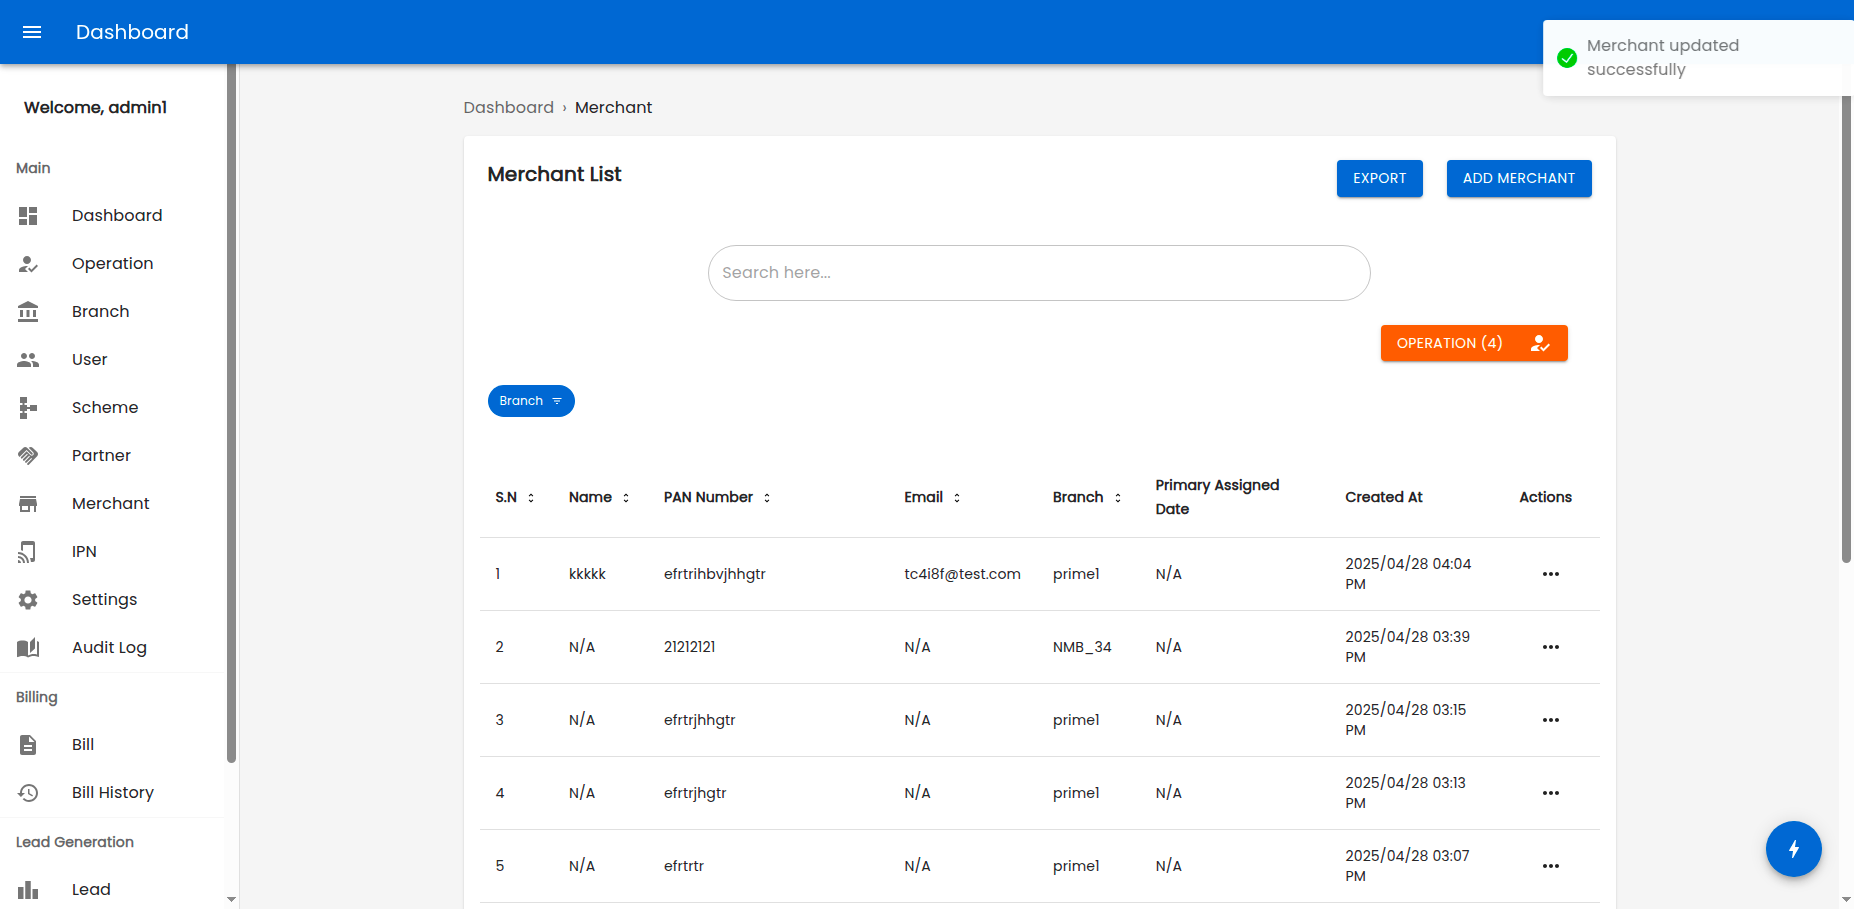 Dashboard
Merchant updated
successfully
Welcome, admin1
Main
Dashboard
Operation
Branch
User
Scheme
Partner
Merchant
IPN
Settings
Audit Log
Billing
Bill
Bill History
Lead Generation
Lead
Dashboard › Merchant
Merchant List
EXPORT
ADD MERCHANT
Search here...
OPERATION (4)
Branch
S.N Name PAN Number Email Branch Primary Assigned Date Created At Actions
1 kkkkk efrtrihbvjhhgtr tc4i8f@test.com prime1 N/A 2025/04/28 04:04 PM
2 N/A 21212121 N/A NMB_34 N/A 2025/04/28 03:39 PM
3 N/A efrtrjhhgtr N/A prime1 N/A 2025/04/28 03:15 PM
4 N/A efrtrjhgtr N/A prime1 N/A 2025/04/28 03:13 PM
5 N/A efrtrtr N/A prime1 N/A 2025/04/28 03:07 PM